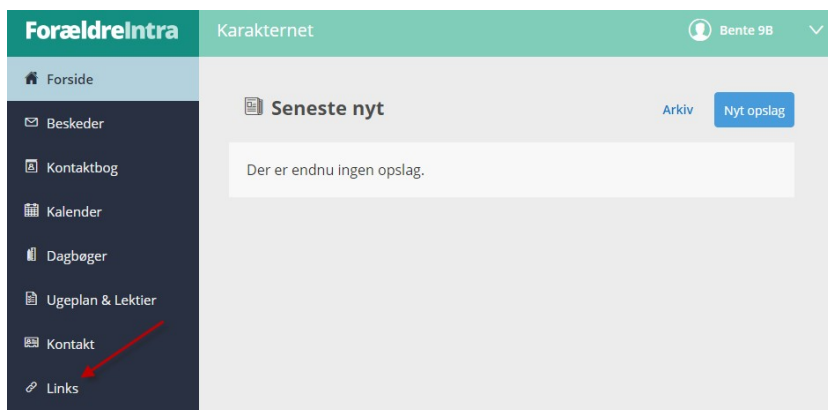 ForældreIntra
Karakternet
Bente 9B
Forside
Beskeder
Kontaktbog
Kalender
Dagbøger
Ugeplan & Lektier
Kontakt
Links
Seneste nyt
Arkiv
Nyt opslag
Der er endnu ingen opslag.